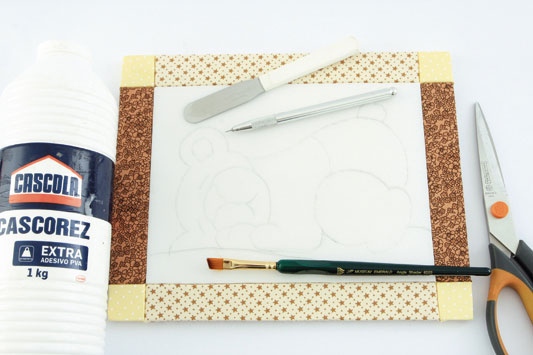 CASCOLA
CASCOREZ
EXTRA
ADESIVO PVA
1 kg